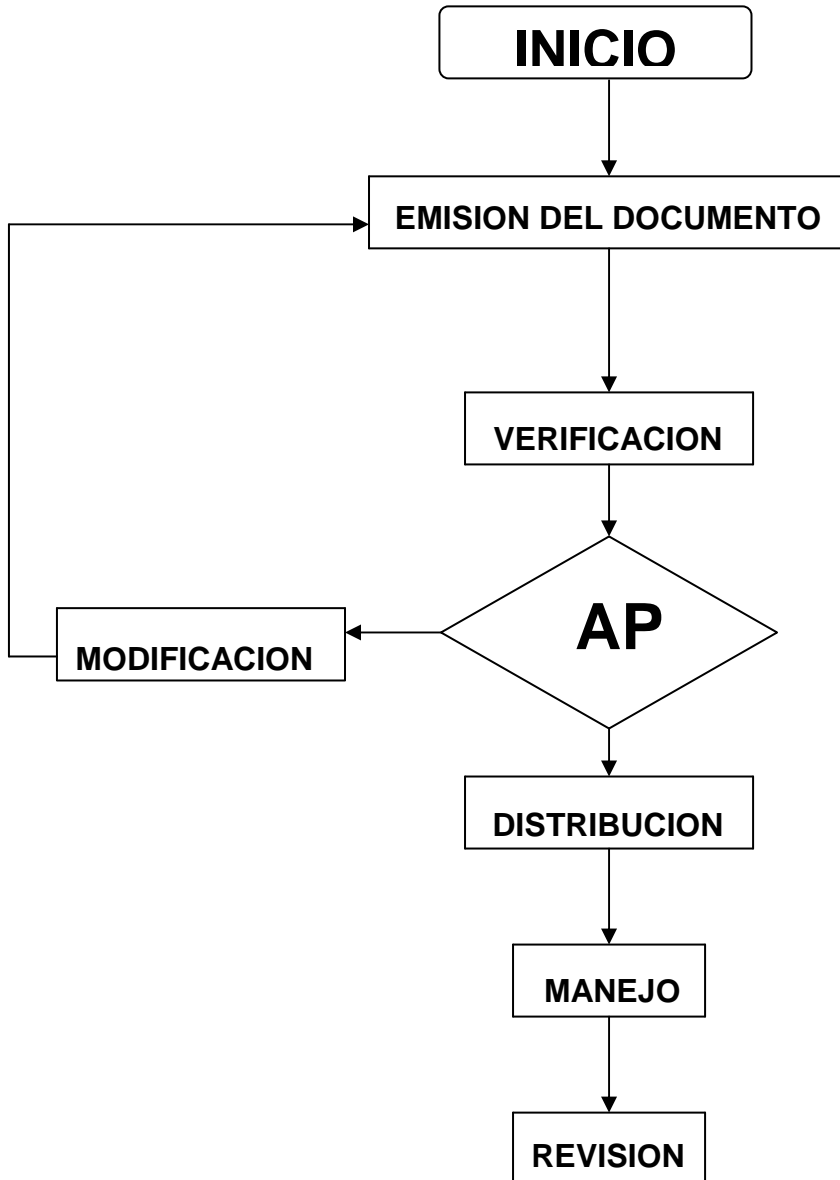 INICIO
EMISION DEL DOCUMENTO
VERIFICACION
AP
MODIFICACION
DISTRIBUCION
MANEJO
REVISION